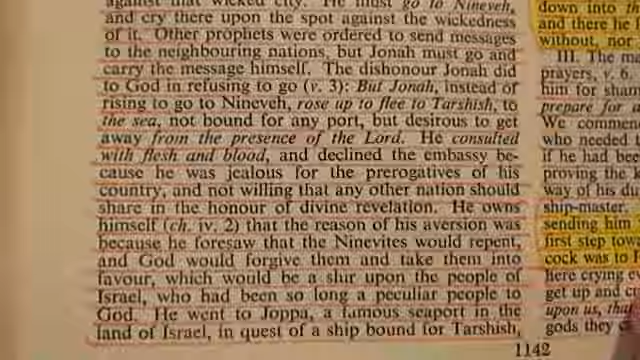 against that wicked city. He must go to Nineveh,
and cry there upon the spot against the wickedness
of it. Other prophets were ordered to send messages
to the neighbouring nations, but Jonah must go and
carry the message himself. The dishonour Jonah did
to God in refusing to go (v. 3): But Jonah, instead of
rising to go to Nineveh, rose up to flee to Tarshish, to
the sea, not bound for any port, but desirous to get
away from the presence of the Lord. He consulted
with flesh and blood, and declined the embassy be-
cause he was jealous for the prerogatives of his
country, and not willing that any other nation should
share in the honour of divine revelation. He owns
himself (ch. iv. 2) that the reason of his aversion was
because he foresaw that the Ninevites would repent,
and God would forgive them and take them into
favour, which would be a slur upon the people of
Israel, who had been so long a peculiar people to
God. He went to Joppa, a famous seaport in the
land of Israel, in quest of a ship bound for Tarshish,
down into
and there he
without, nor
III. The
prayers, v. 6.
him for
prepare for
We
who needed
if he had
proving the
way of his
ship-master.
sending him
first step
cock was to
here crying
get up and
upon us, that
gods they
1142